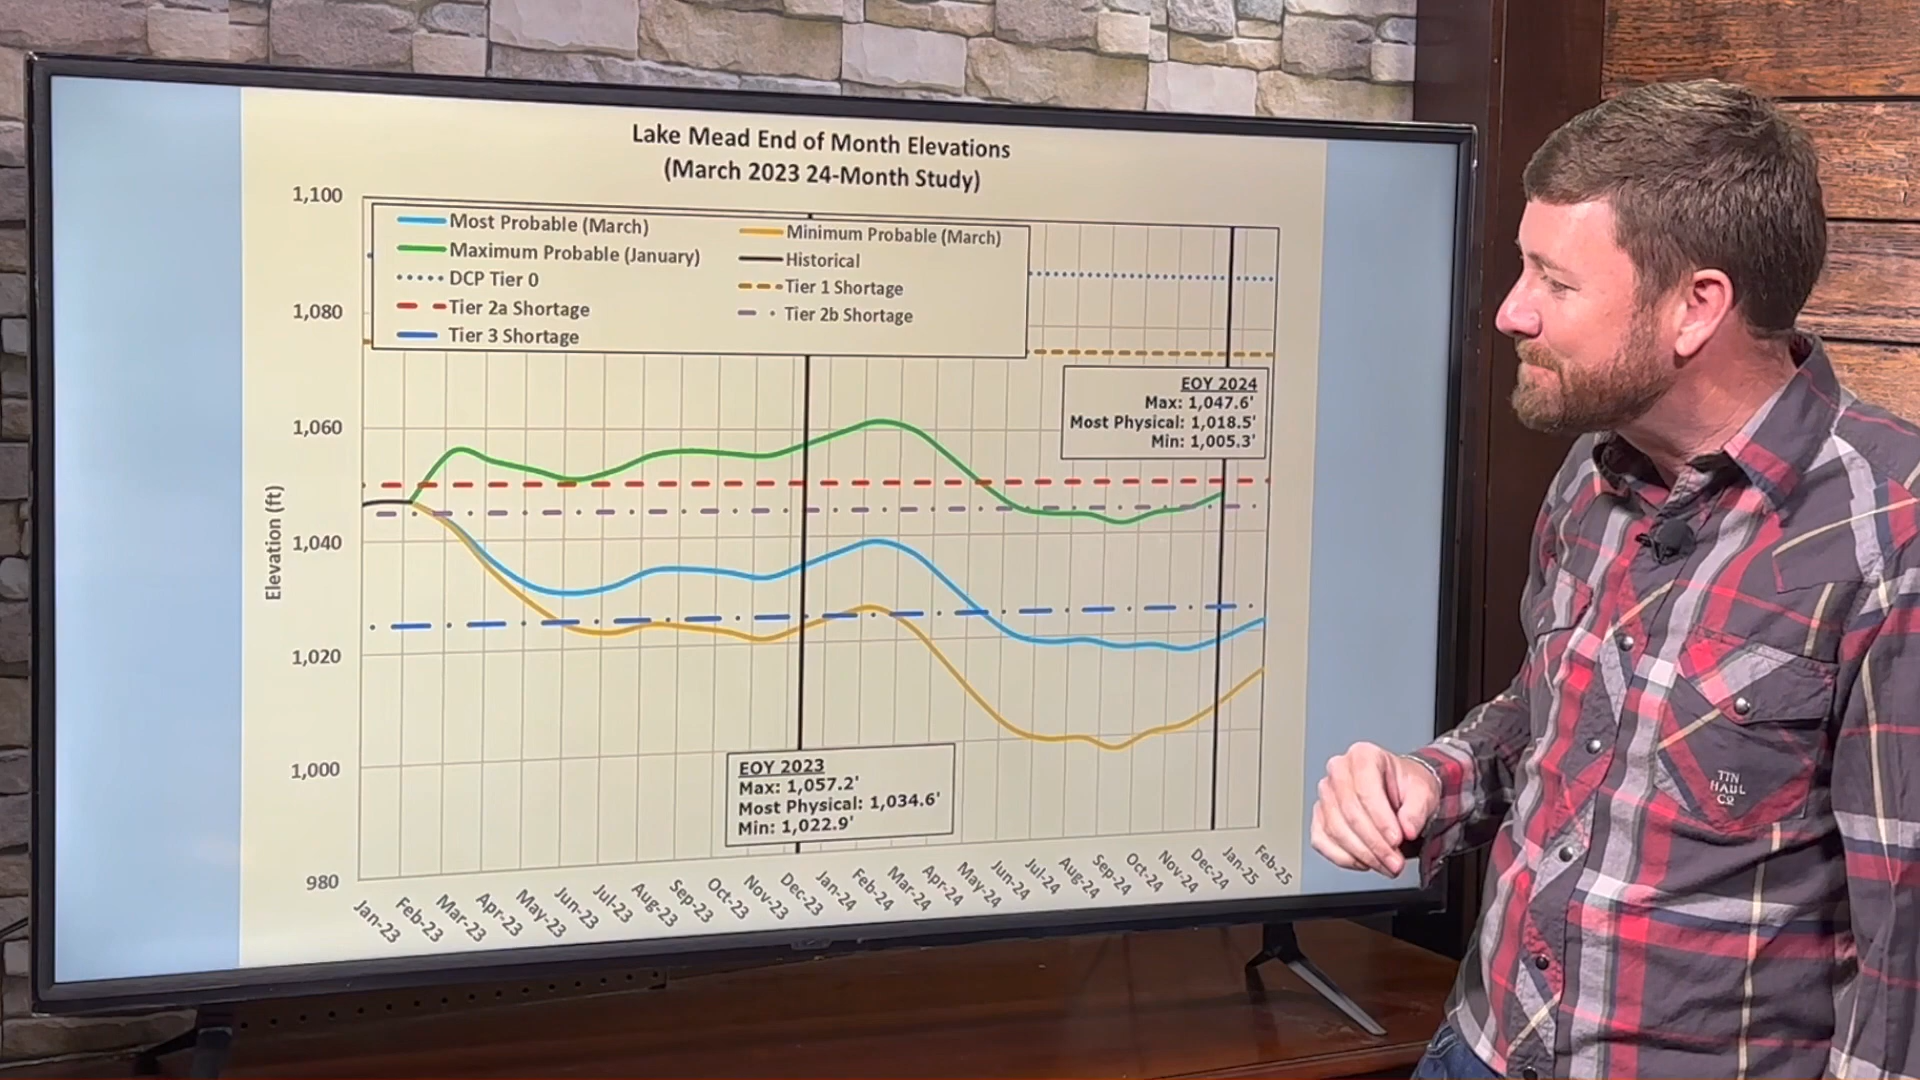 Lake Mead End of Month Elevations
(March 2023 24-Month Study)
Most Probable (March)
Minimum Probable (March)
Maximum Probable (January)
Historical
DCP Tier 0
Tier 1 Shortage
Tier 2a Shortage
Tier 2b Shortage
Tier 3 Shortage
Elevation (ft)
1,100
1,080
1,060
1,040
1,020
1,000
980
EOY 2024
Max: 1,047.6'
Most Physical: 1,018.5'
Min: 1,005.3'
EOY 2023
Max: 1,057.2'
Most Physical: 1,034.6'
Min: 1,022.9'
Jan-23
Feb-23
Mar-23
Apr-23
May-23
Jun-23
Jul-23
Aug-23
Sep-23
Oct-23
Nov-23
Dec-23
Jan-24
Feb-24
Mar-24
Apr-24
May-24
Jun-24
Jul-24
Aug-24
Sep-24
Oct-24
Nov-24
Dec-24
Jan-25
Feb-25
TIN
HAUL
CO